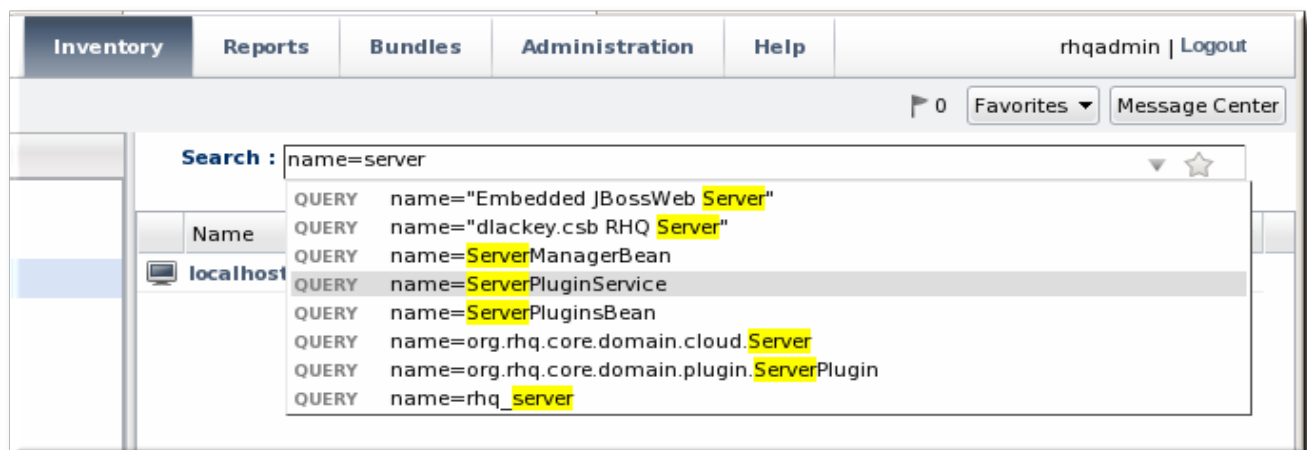 Inventory Reports Bundles Administration Help rhqadmin | Logout
0 Favorites Message Center
Search : name=server
QUERY name="Embedded JBossWeb Server"
QUERY name="dlackey.csb RHQ Server"
Name
QUERY name=ServerManagerBean
localhost
QUERY name=ServerPluginService
QUERY name=ServerPluginsBean
QUERY name=org.rhq.core.domain.cloud.Server
QUERY name=org.rhq.core.domain.plugin.ServerPlugin
QUERY name=rhq_server